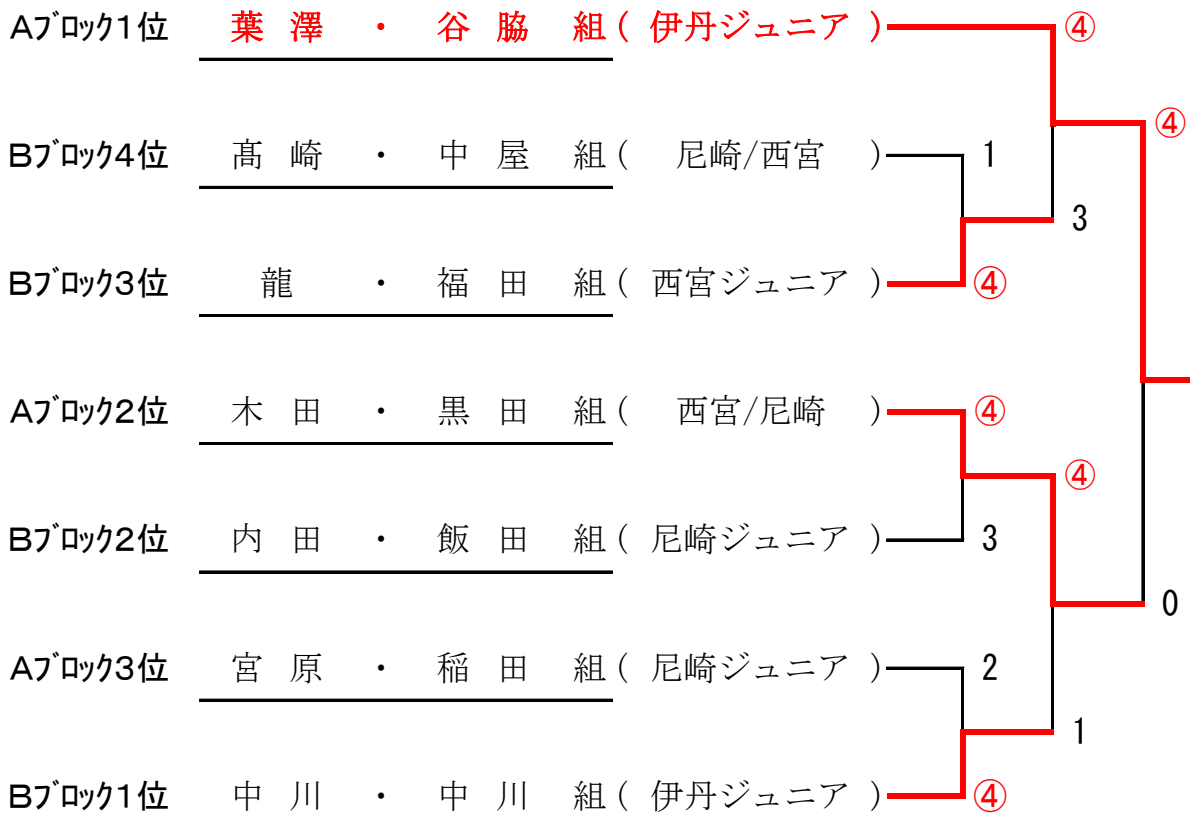 Aブロック1位 葉澤・谷脇 組(伊丹ジュニア) ④
④
Bブロック4位 髙崎・中屋 組(尼崎/西宮) 1
3
Bブロック3位 龍・福田 組(西宮ジュニア) ④
Aブロック2位 木田・黒田 組(西宮/尼崎) ④
④
Bブロック2位 内田・飯田 組(尼崎ジュニア) 3
0
Aブロック3位 宮原・稲田 組(尼崎ジュニア) 2
1
Bブロック1位 中川・中川 組(伊丹ジュニア) ④